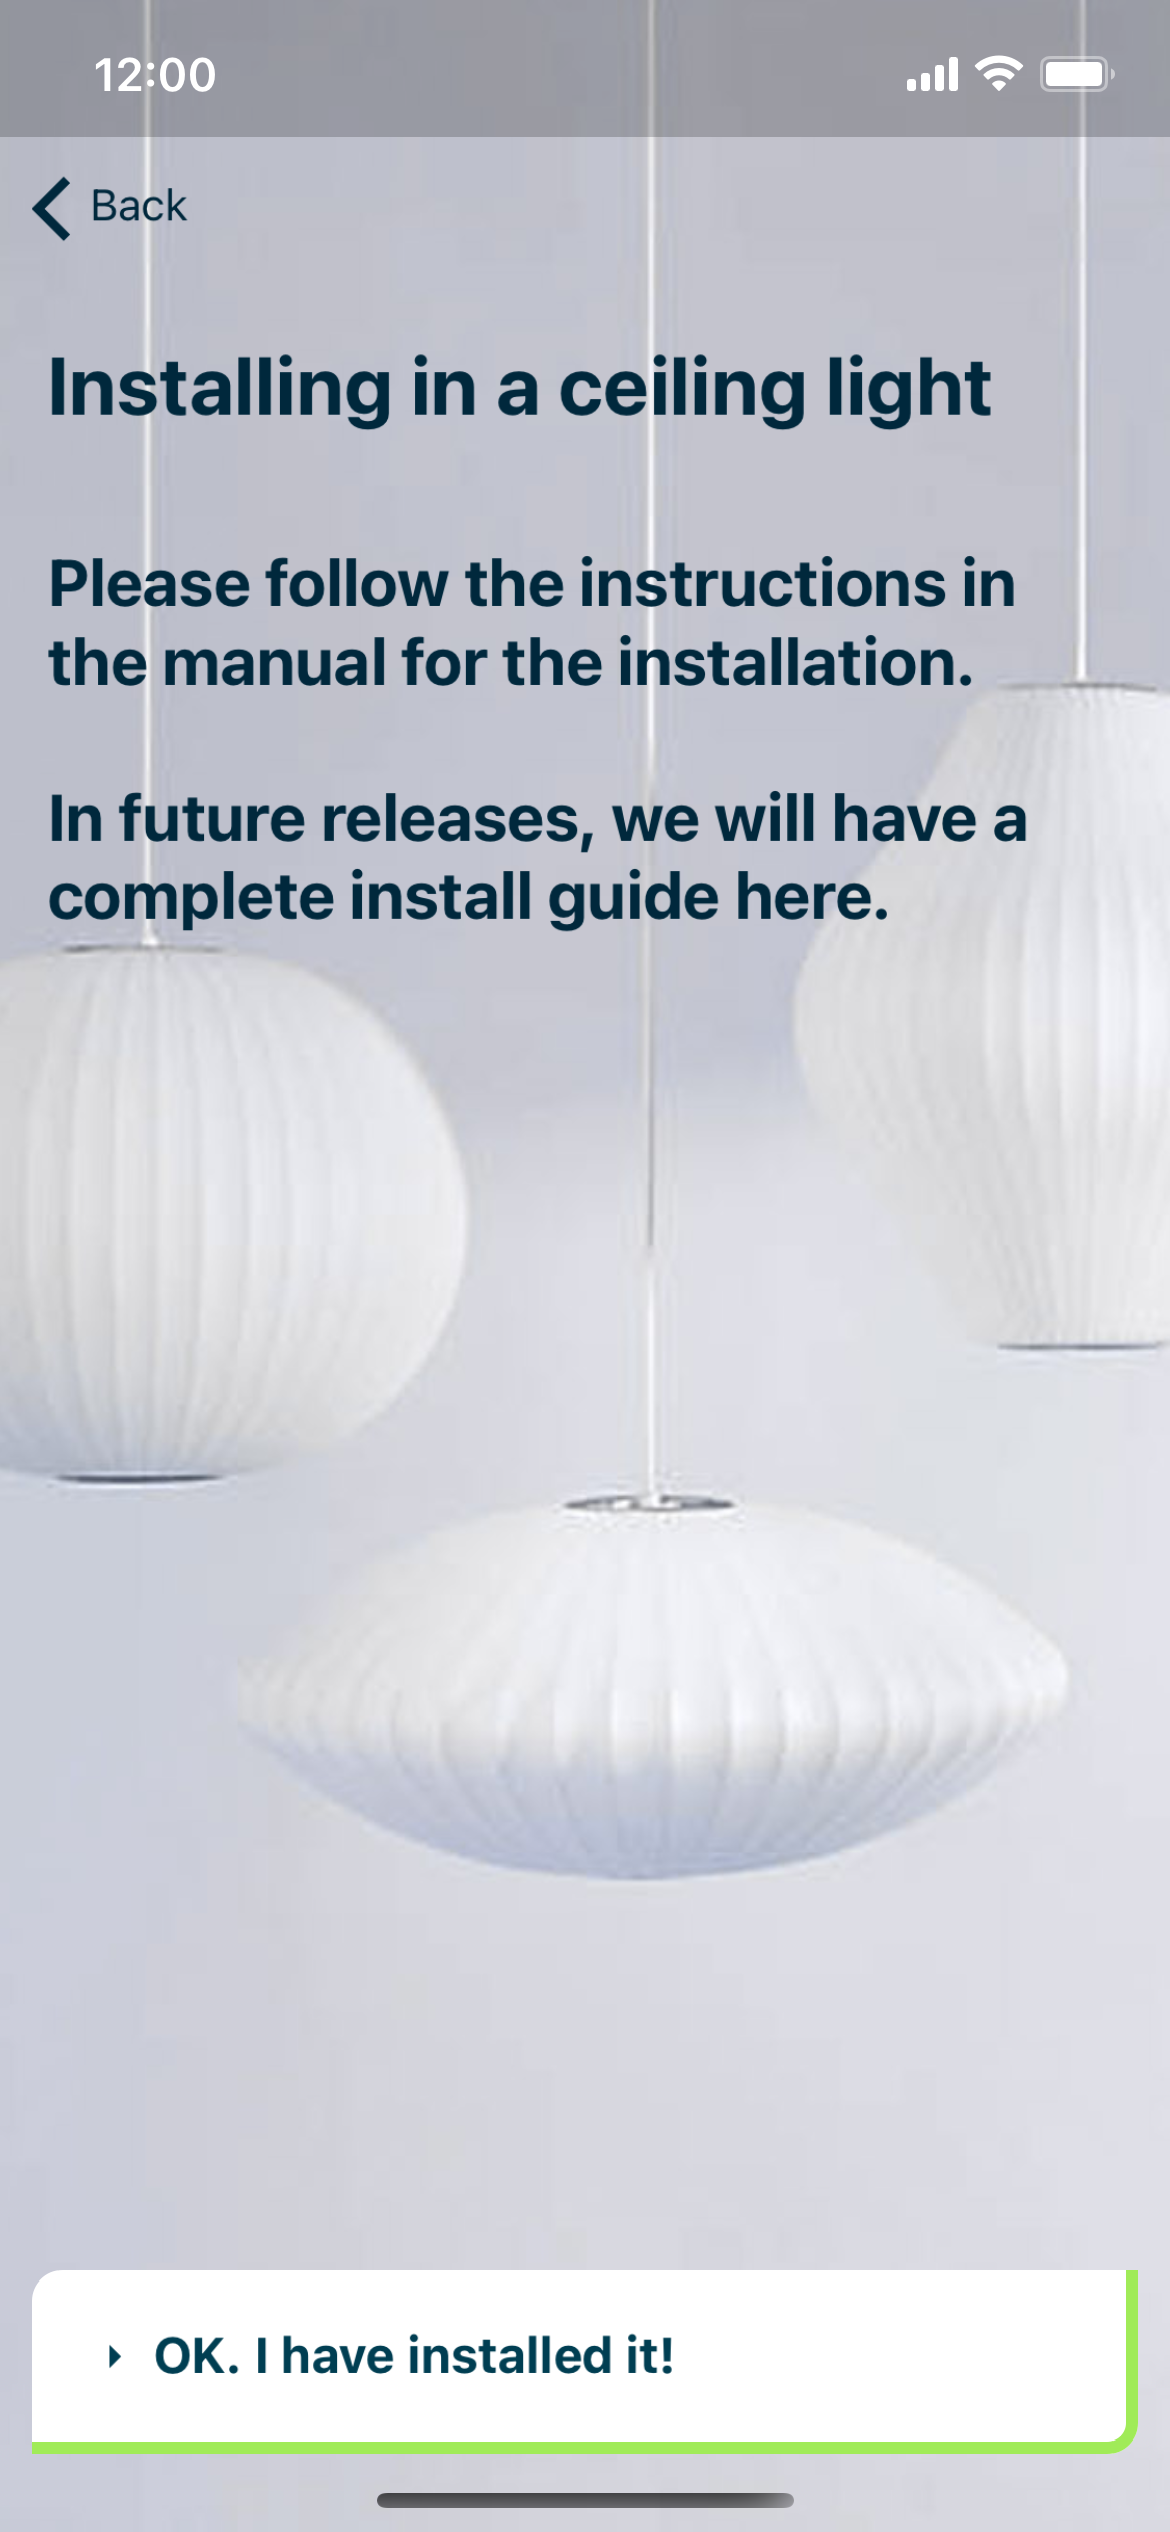 12:00
Back
Installing in a ceiling light
Please follow the instructions in
the manual for the installation.
In future releases, we will have a
complete install guide here.
OK. I have installed it!